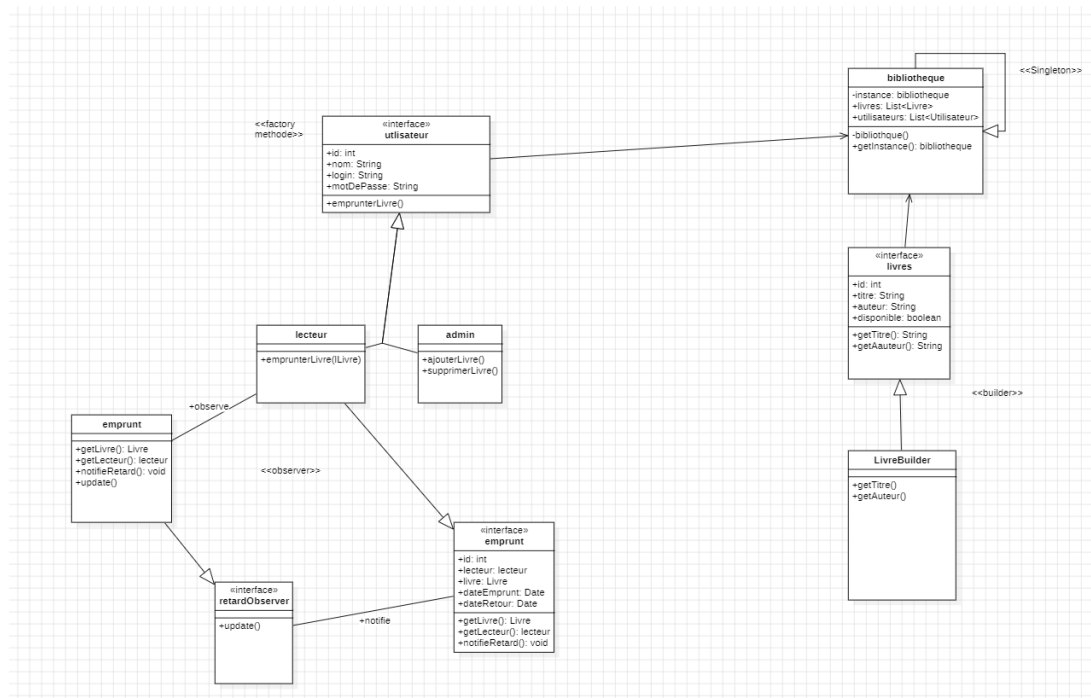 <<factory
methode>>
«interface»
utlisateur
+id: int
+nom: String
+login: String
+motDePasse: String
+emprunterLivre()
bibliotheque
-instance: bibliotheque
+livres: List<Livre>
+utilisateurs: List<Utilisateur>
-bibliothque()
+getInstance(): bibliotheque
<<Singleton>>
«interface»
livres
+id: int
+titre: String
+auteur: String
+disponible: boolean
+getTitre(): String
+getAauteur(): String
<<builder>>
LivreBuilder
+getTitre()
+getAuteur()
lecteur
+emprunterLivre(ILivre)
admin
+ajouterLivre()
+supprimerLivre()
+observe
emprunt
+getLivre(): Livre
+getLecteur(): lecteur
+notifieRetard(): void
+update()
<<observer>>
«interface»
emprunt
+id: int
+lecteur: lecteur
+livre: Livre
+dateEmprunt: Date
+dateRetour: Date
+getLivre(): Livre
+getLecteur(): lecteur
+notifieRetard(): void
«interface»
retardObserver
+update()
+notifie